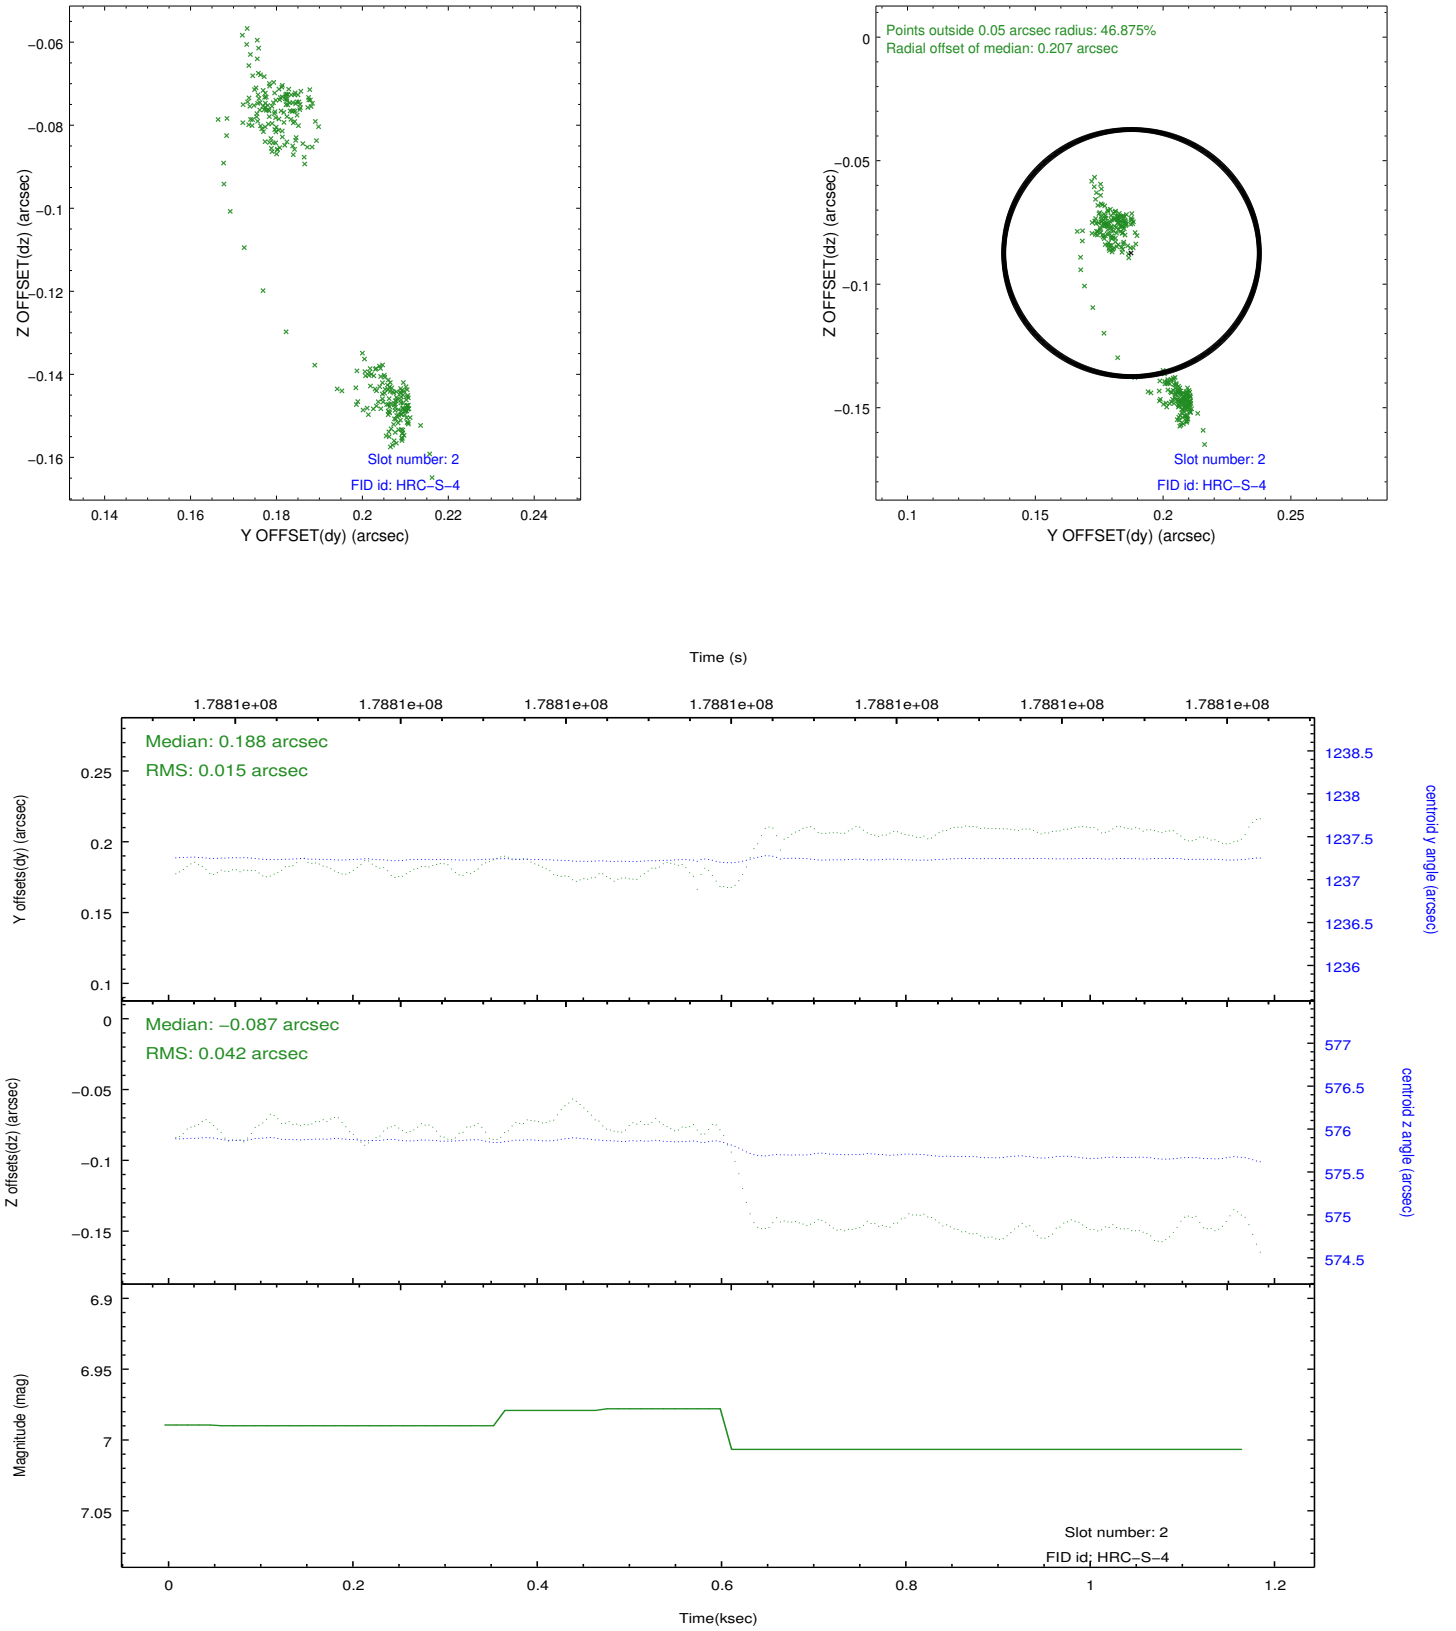 −0.06
−0.08
−0.1
−0.12
−0.14
−0.16
Z OFFSET(dz) (arcsec)
Slot number: 2
FID id: HRC−S−4
0.14
0.16
0.18
0.2
0.22
0.24
Y OFFSET(dy) (arcsec)
Points outside 0.05 arcsec radius: 46.875%
Radial offset of median: 0.207 arcsec
0
−0.05
−0.1
−0.15
Z OFFSET(dz) (arcsec)
Slot number: 2
FID id: HRC−S−4
0.1
0.15
0.2
0.25
Y OFFSET(dy) (arcsec)
Time (s)
1.7881e+08
1.7881e+08
1.7881e+08
1.7881e+08
1.7881e+08
1.7881e+08
1.7881e+08
Median: 0.188 arcsec
RMS: 0.015 arcsec
0.25
0.2
0.15
0.1
Y offsets(dy) (arcsec)
1238.5
1238
1237.5
1237
1236.5
1236
centroid y angle (arcsec)
Median: −0.087 arcsec
RMS: 0.042 arcsec
0
−0.05
−0.1
−0.15
Z offsets(dz) (arcsec)
577
576.5
576
575.5
575
574.5
centroid z angle (arcsec)
6.9
6.95
7
7.05
Magnitude (mag)
Slot number: 2
FID id: HRC−S−4
0
0.2
0.4
0.6
0.8
1
1.2
Time(ksec)